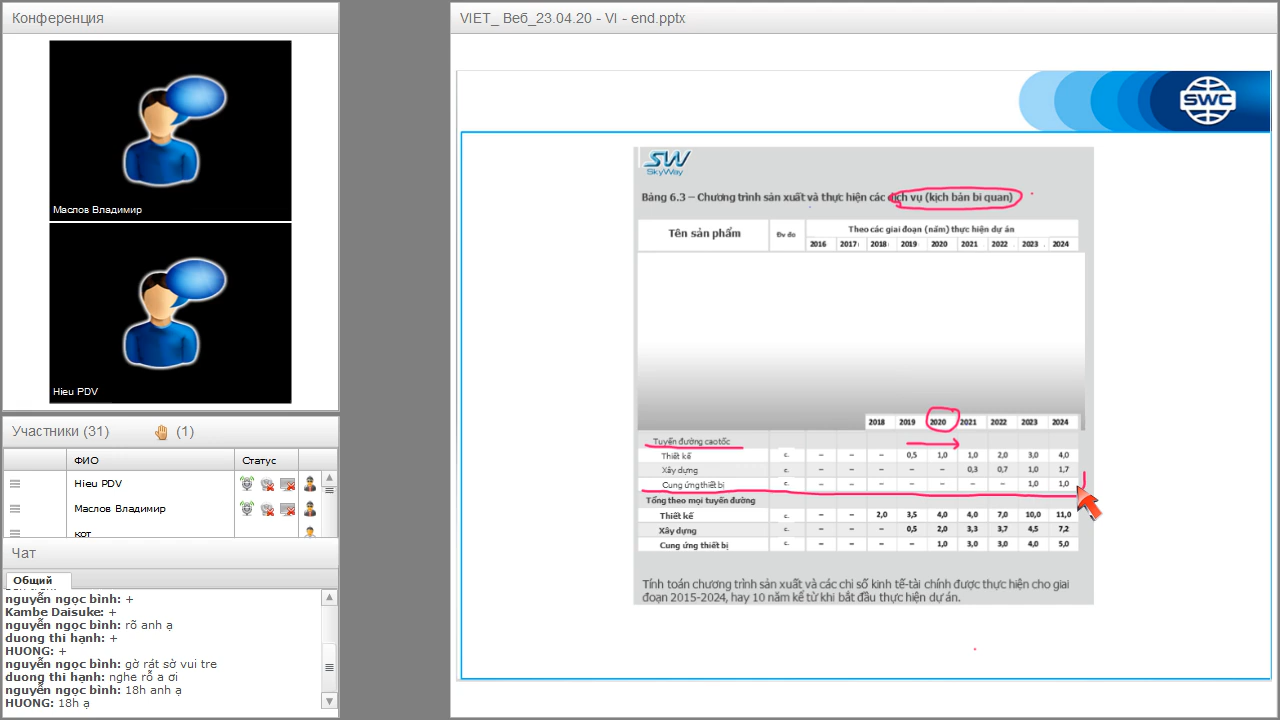 Конференция
Маслов Владимир
Hieu PDV
Участники (31) (1)
ФИО Статус
Hieu PDV
Маслов Владимир
кот
Чат
Общий
nguyễn ngọc bình: +
Kambe Daisuke: +
nguyễn ngọc bình: rõ anh ạ
duong thi hạnh: +
HUONG: +
nguyễn ngọc bình: gờ rát sờ vui tre
duong thi hạnh: nghe rỗ a ơi
nguyễn ngọc bình: 18h anh ạ
HUONG: 18h ạ
VIET_ Веб_23.04.20 - VI - end.pptx
SWC
SW
SkyWay
Bảng 6.3 – Chương trình sản xuất và thực hiện các dịch vụ (kịch bản bi quan)
Tên sản phẩm Đv đo Theo các giai đoạn (năm) thực hiện dự án
2016 2017 2018 2019 2020 2021 2022 2023 2024
2018 2019 2020 2021 2022 2023 2024
Tuyến đường caotốc
Thiết kế c. – – – 0,5 1,0 1,0 2,0 3,0 4,0
Xây dựng c. – – – – – 0,3 0,7 1,0 1,7
Cung ứngthiết bị c. – – – – – – – 1,0 1,0
Tổng theo mọi tuyến đường
Thiết kế c. – – 2,0 3,5 4,0 4,0 7,0 10,0 11,0
Xây dựng c. – – – 0,5 2,0 3,3 3,7 4,5 7,2
Cung ứng thiết bị c. – – – – 1,0 3,0 3,0 4,0 5,0
Tính toán chương trình sản xuất và các chi số kinh tế-tài chính được thực hiện cho giai
đoạn 2015-2024, hay 10 năm kể từ khi bắt đầu thực hiện dự án.